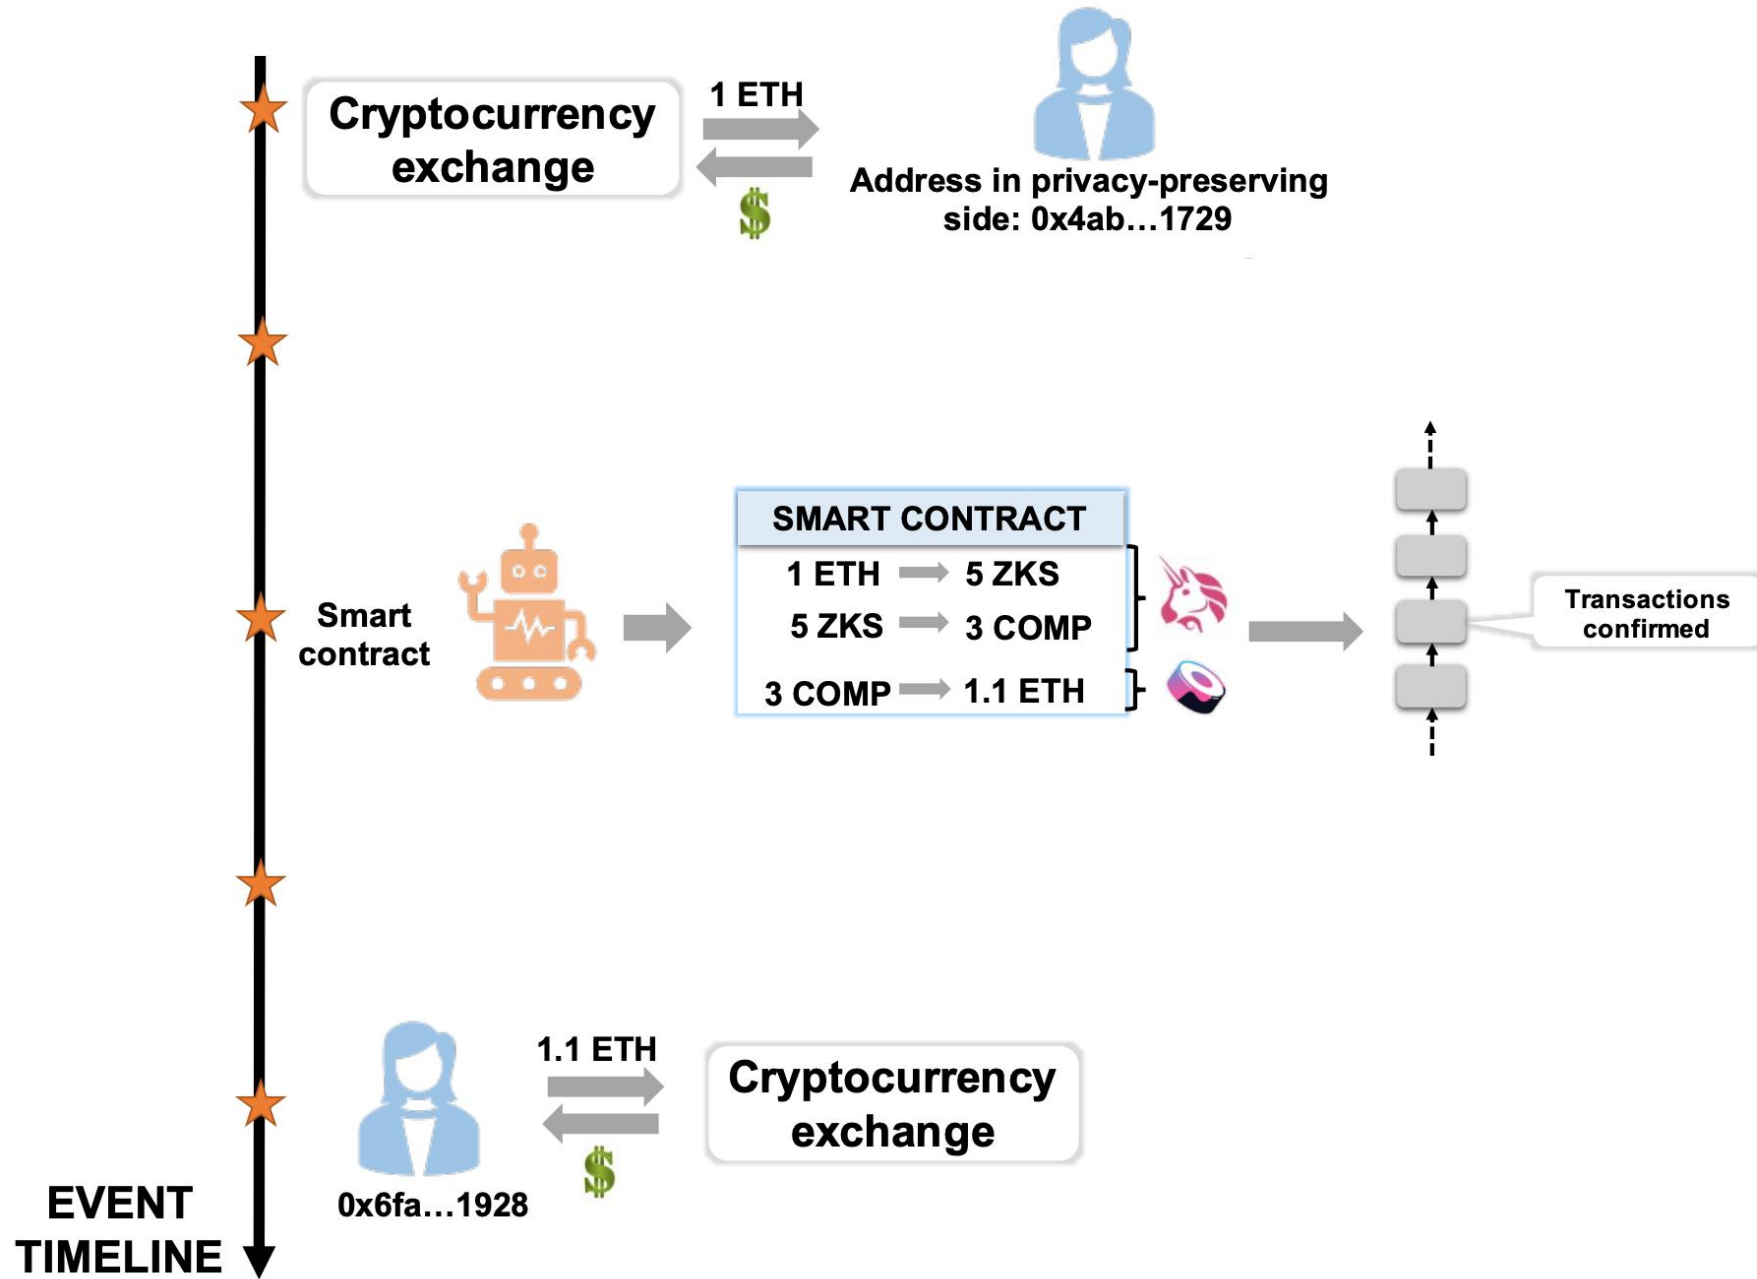 Cryptocurrency
exchange
1 ETH
$
Address in privacy-preserving
side: 0x4ab...1729
Smart
contract
SMART CONTRACT
1 ETH 5 ZKS
5 ZKS 3 COMP
3 COMP 1.1 ETH
Transactions
confirmed
0x6fa...1928
1.1 ETH
$
Cryptocurrency
exchange
EVENT
TIMELINE